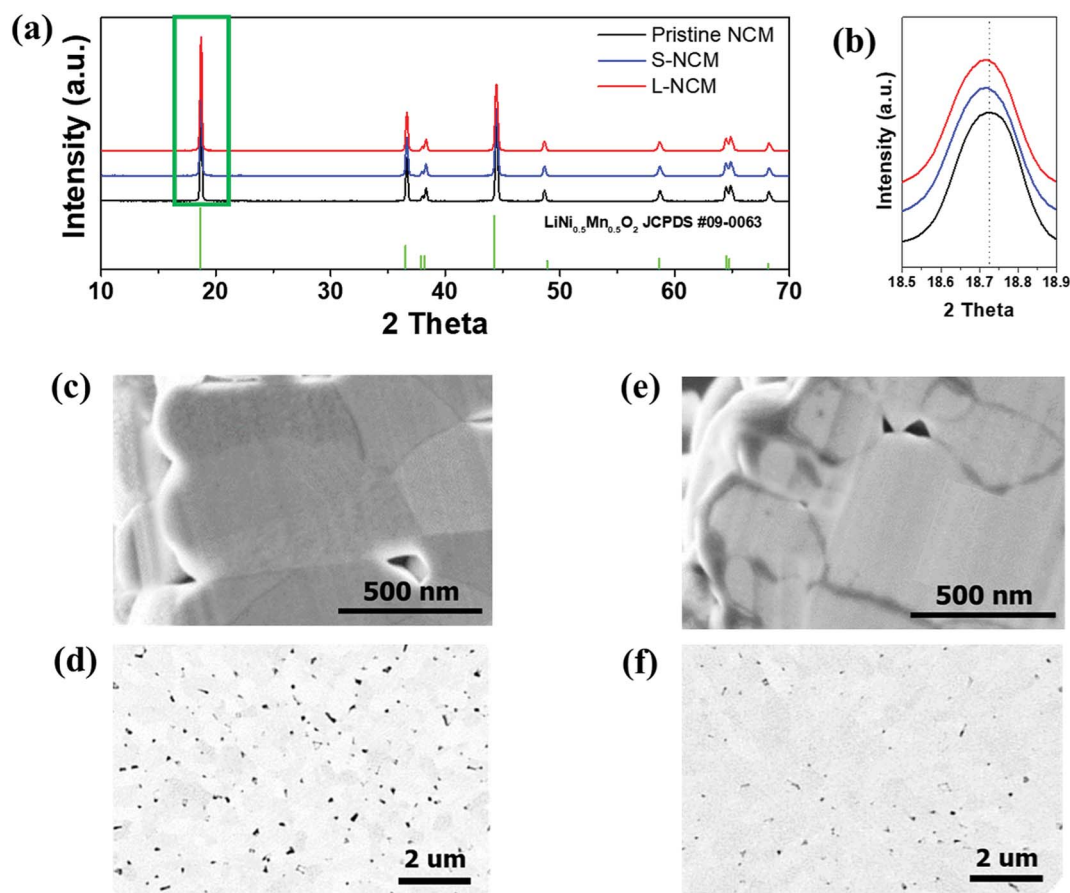 (a)
Intensity (a.u.)
Pristine NCM
S-NCM
L-NCM
LiNi0.5Mn0.5O2 JCPDS #09-0063
10 20 30 40 50 60 70
2 Theta
(b)
Intensity (a.u.)
18.5 18.6 18.7 18.8 18.9
2 Theta
(c)
500 nm
(e)
500 nm
(d)
2 um
(f)
2 um